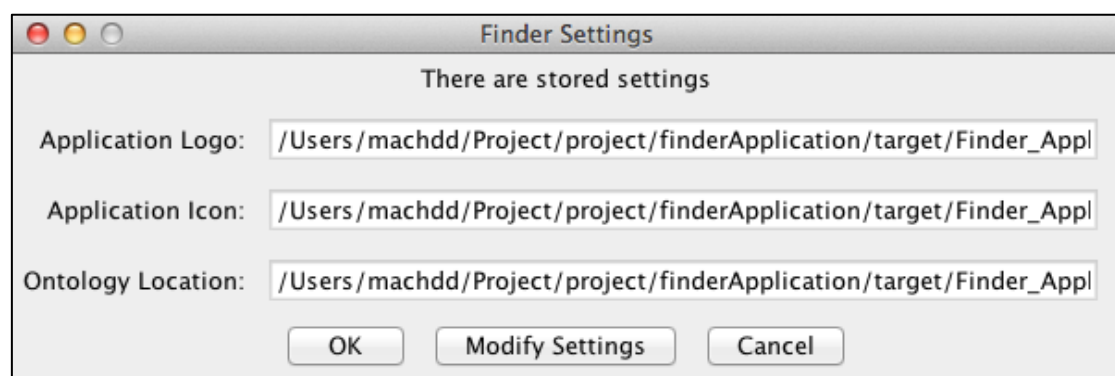 Finder Settings
There are stored settings
Application Logo: /Users/machdd/Project/project/finderApplication/target/Finder_Appl
Application Icon: /Users/machdd/Project/project/finderApplication/target/Finder_Appl
Ontology Location: /Users/machdd/Project/project/finderApplication/target/Finder_Appl
OK Modify Settings Cancel